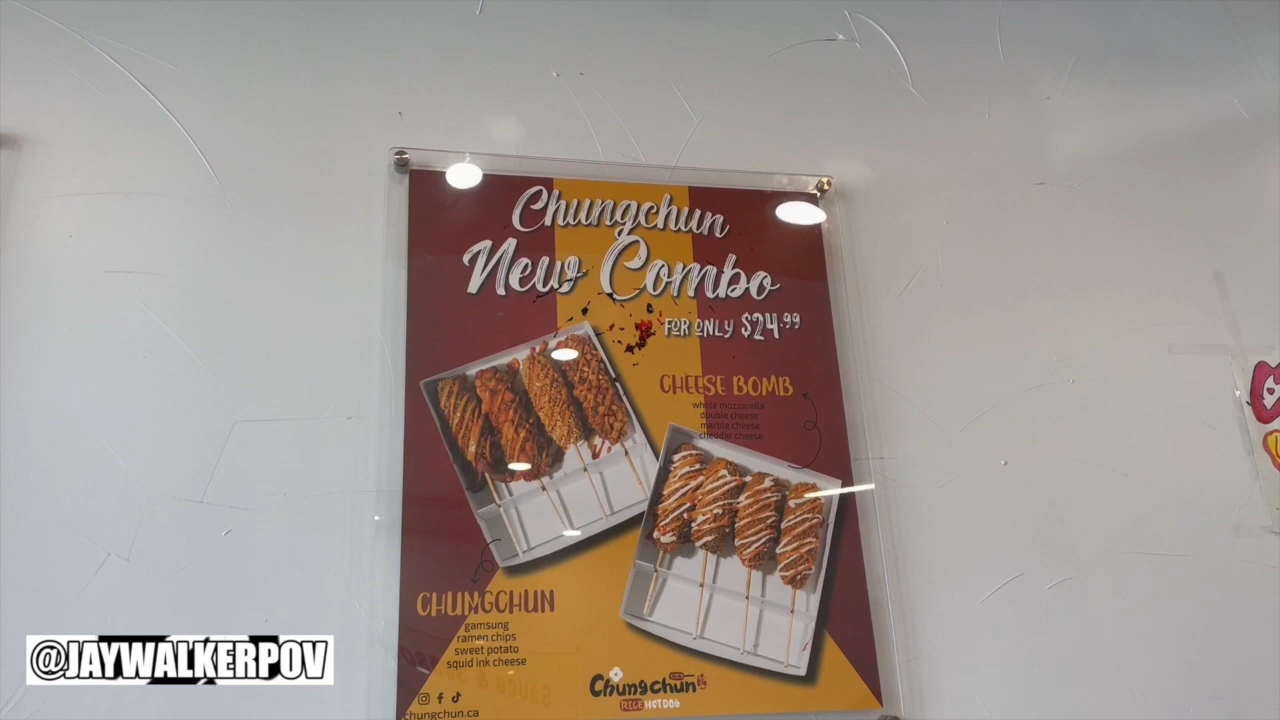 Chungchun
New Combo
FOR ONLY $24.99
CHEESE BOMB
whole mozzarella
double cheese
marble cheese
cheddar cheese
CHUNGCHUN
gamsung
ramen chips
sweet potato
squid ink cheese
chungchun.ca
Chungchun
RICE HOTDOG
@JAYWALKERPOV